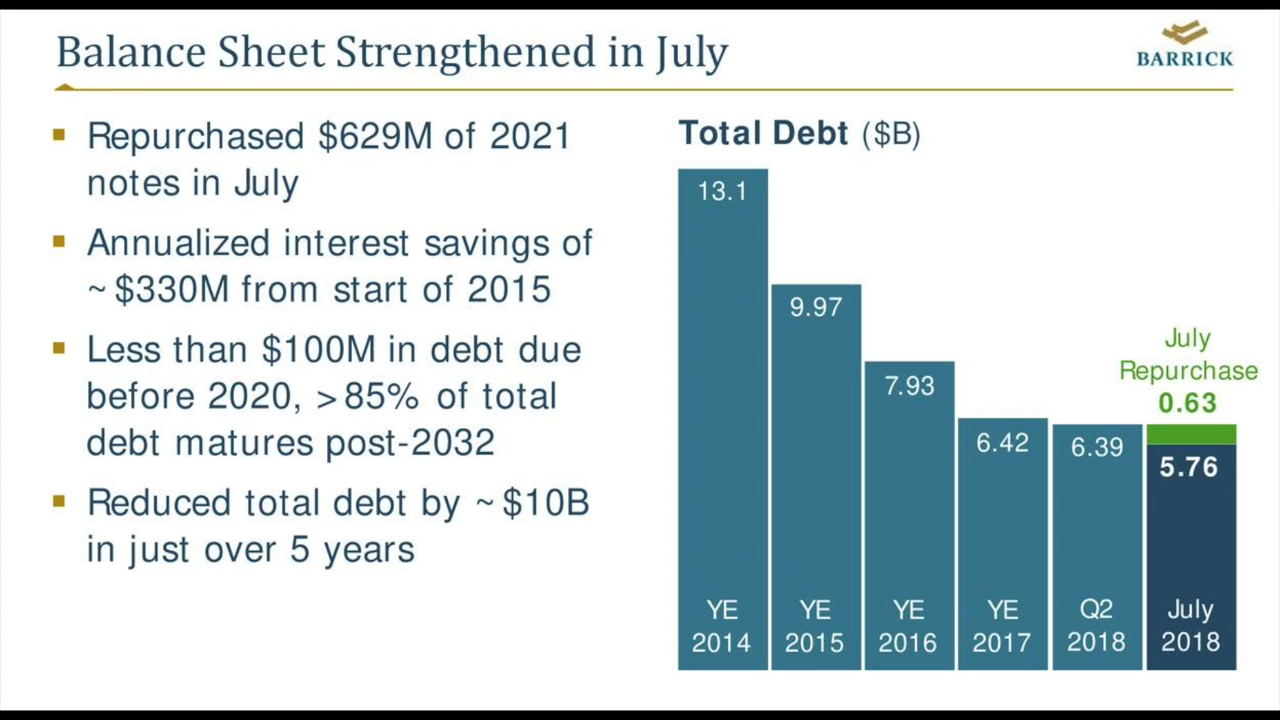 Balance Sheet Strengthened in July
BARRICK
▪ Repurchased $629M of 2021
notes in July
▪ Annualized interest savings of
~$330M from start of 2015
▪ Less than $100M in debt due
before 2020, >85% of total
debt matures post-2032
▪ Reduced total debt by ~$10B
in just over 5 years
Total Debt ($B)
13.1
9.97
7.93
6.42
6.39
July
Repurchase
0.63
5.76
YE
2014
YE
2015
YE
2016
YE
2017
Q2
2018
July
2018